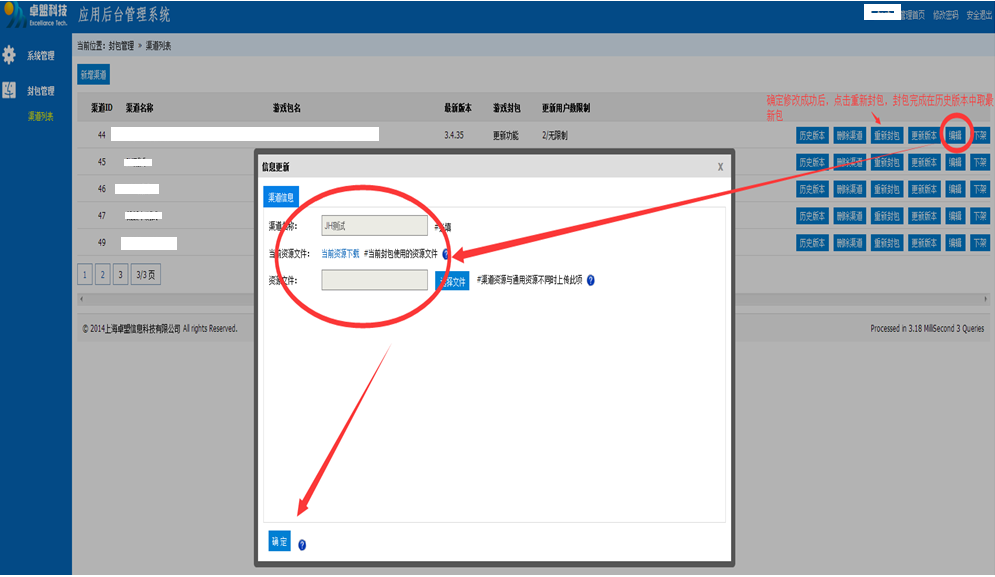 卓盟科技
Excellence Tech.
应用后台管理系统
管理首页 修改密码 安全退出
系统管理
封包管理
渠道列表
当前位置: 封包管理 » 渠道列表
新增渠道
渠道ID 渠道名称 游戏包名 最新版本 游戏封包 更新用户数限制
确定修改成功后，点击重新封包，封包完成在历史版本中取最
新包
44 3.4.35 更新功能 2/无限制 历史版本 删除渠道 重新封包 更新版本 编辑 下架
45 历史版本 删除渠道 重新封包 更新版本 编辑 下架
46 历史版本 删除渠道 重新封包 更新版本 编辑 下架
47 历史版本 删除渠道 重新封包 更新版本 编辑 下架
49 历史版本 删除渠道 重新封包 更新版本 编辑 下架
1 2 3 3/3 页
© 2014上海卓盟信息科技有限公司 All rights Reserved.
Processed in 3.18 MilliSecond 3 Queries
信息更新 X
渠道信息
渠道名称: JH测试
当前资源文件: 当前资源下载 #当前封包使用的资源文件 ?
资源文件: 选择文件 #渠道资源与通用资源不同时上传此项 ?
确 定 ?